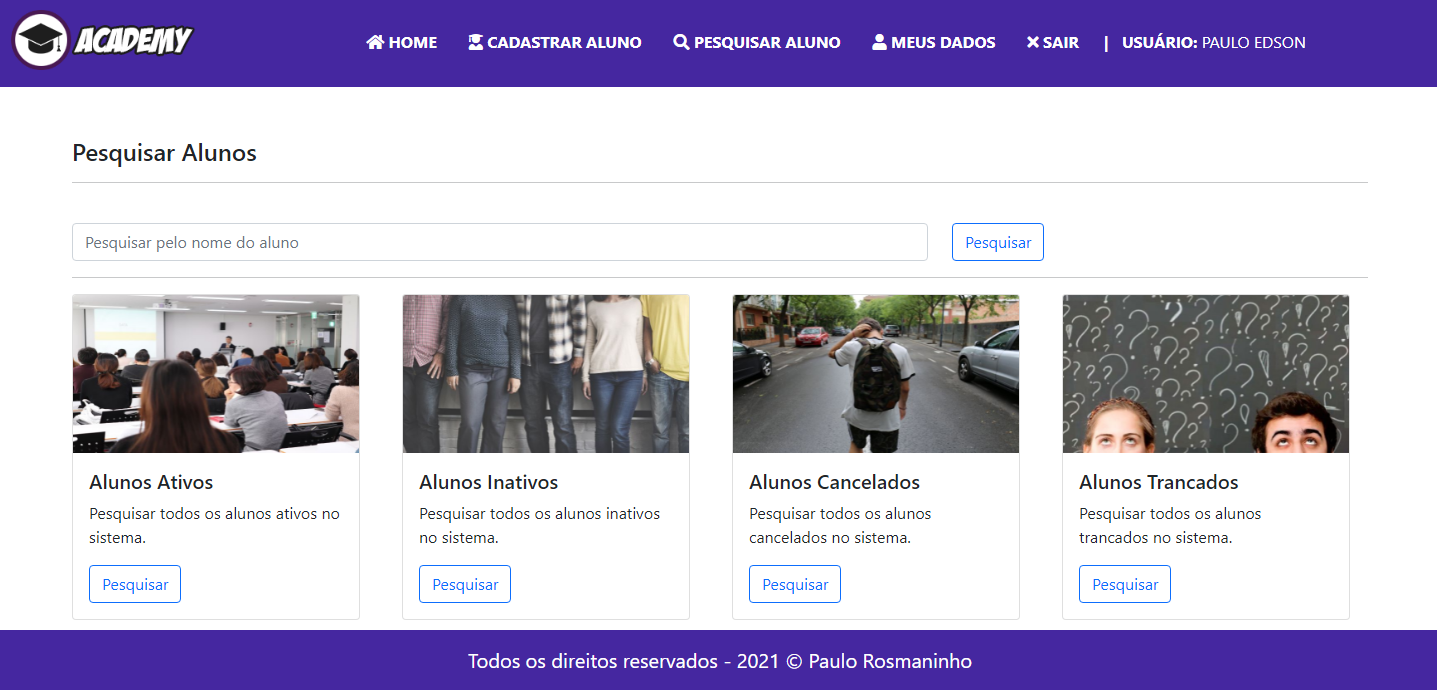 ACADEMY
HOME CADASTRAR ALUNO PESQUISAR ALUNO MEUS DADOS SAIR | USUÁRIO: PAULO EDSON
Pesquisar Alunos
Pesquisar pelo nome do aluno Pesquisar
Alunos Ativos
Pesquisar todos os alunos ativos no
sistema.
Pesquisar
Alunos Inativos
Pesquisar todos os alunos inativos
no sistema.
Pesquisar
Alunos Cancelados
Pesquisar todos os alunos
cancelados no sistema.
Pesquisar
Alunos Trancados
Pesquisar todos os alunos
trancados no sistema.
Pesquisar
Todos os direitos reservados - 2021 © Paulo Rosmaninho